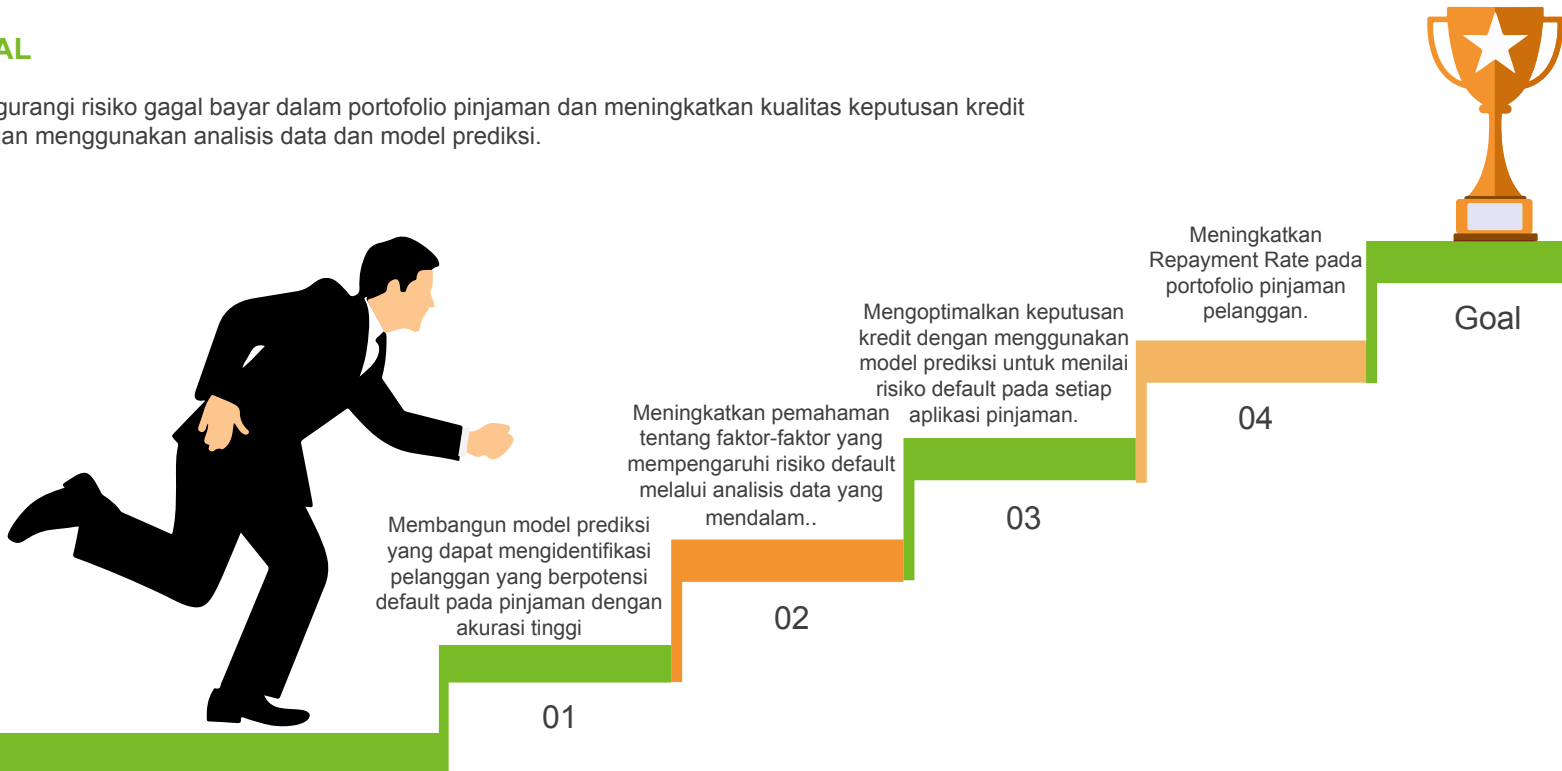 AL
gurangi risiko gagal bayar dalam portofolio pinjaman dan meningkatkan kualitas keputusan kredit
an menggunakan analisis data dan model prediksi.
Membangun model prediksi
yang dapat mengidentifikasi
pelanggan yang berpotensi
default pada pinjaman dengan
akurasi tinggi
01
Meningkatkan pemahaman
tentang faktor-faktor yang
mempengaruhi risiko default
melalui analisis data yang
mendalam..
02
Mengoptimalkan keputusan
kredit dengan menggunakan
model prediksi untuk menilai
risiko default pada setiap
aplikasi pinjaman.
03
Meningkatkan
Repayment Rate pada
portofolio pinjaman
pelanggan.
04
Goal